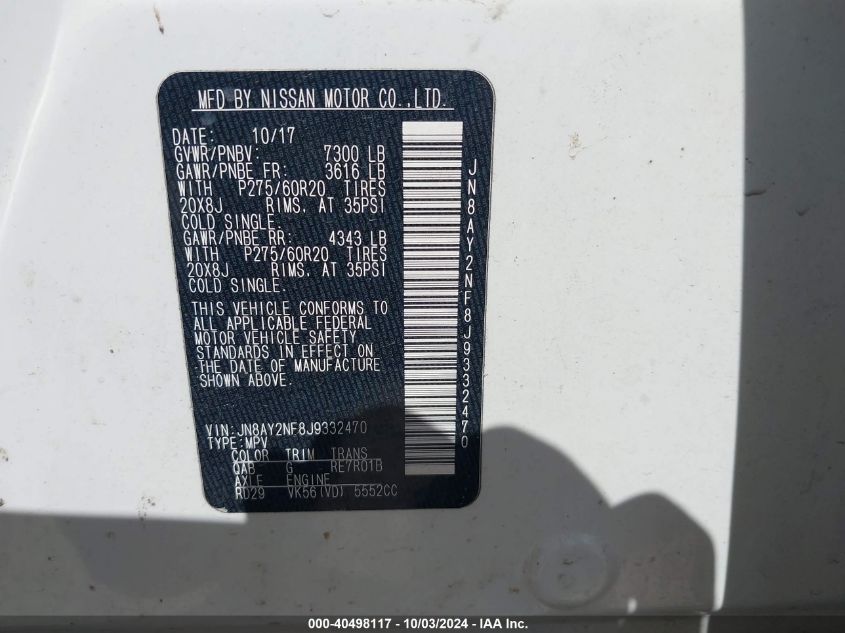 MFD BY NISSAN MOTOR CO.,LTD.
DATE: 10/17
GVWR/PNBV: 7300 LB
GAWR/PNBE FR: 3616 LB
WITH P275/60R20 TIRES
20X8J RIMS, AT 35PSI
COLD SINGLE.
GAWR/PNBE RR: 4343 LB
WITH P275/60R20 TIRES
20X8J RIMS, AT 35PSI
COLD SINGLE.
THIS VEHICLE CONFORMS TO
ALL APPLICABLE FEDERAL
MOTOR VEHICLE SAFETY
STANDARDS IN EFFECT ON
THE DATE OF MANUFACTURE
SHOWN ABOVE.
VIN:JN8AY2NF8J9332470
TYPE:MPV
COLOR TRIM TRANS
QAB G RE7R01B
AXLE ENGINE
RD29 VK56(VD) 5552CC
JN8AY2NF8J9332470
000-40498117 - 10/03/2024 - IAA Inc.